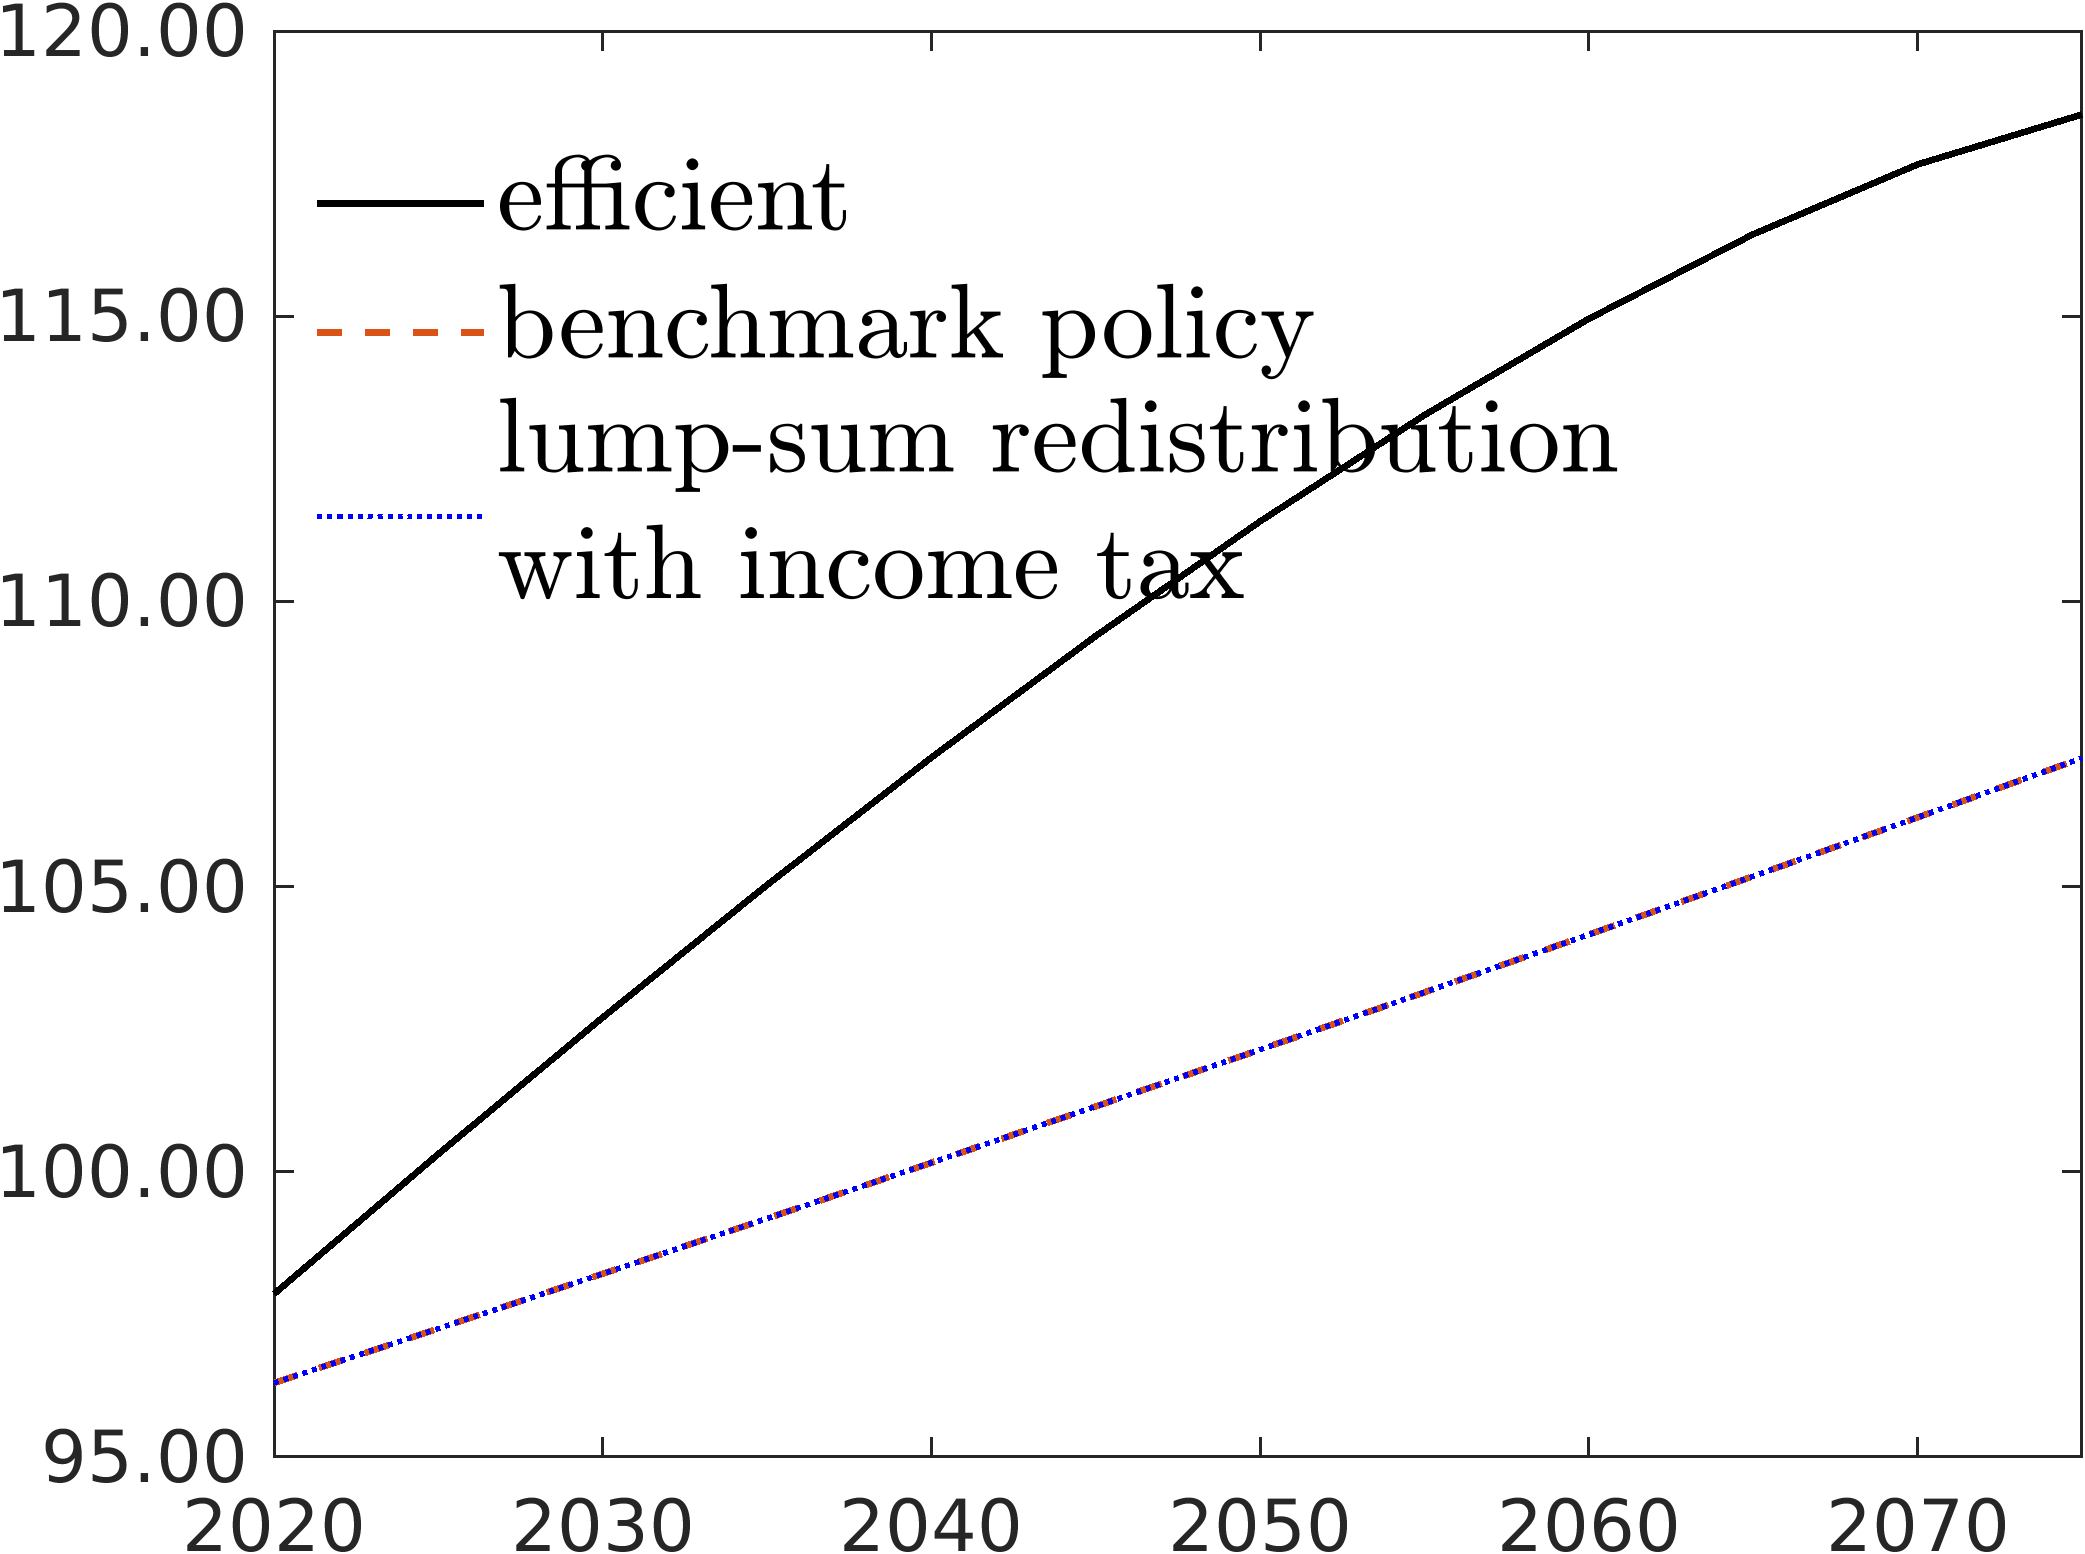 120.00
efficient
115.00
benchmark policy
lump-sum redistribution
with income tax
110.00
105.00
100.00
95.00
2020 2030 2040 2050 2060 2070